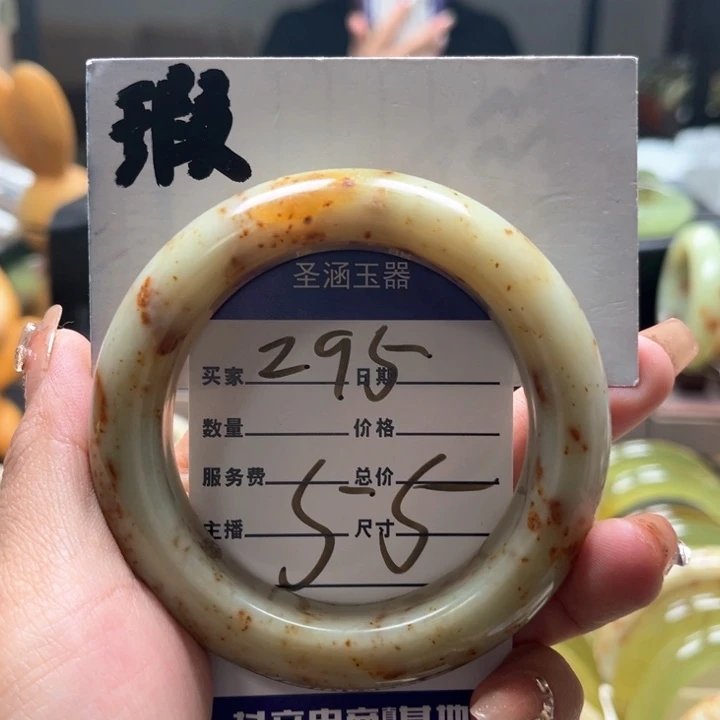 瑕
圣涵玉器
买家 295 日期
数量 价格
服务费 总价
主播 55 尺寸